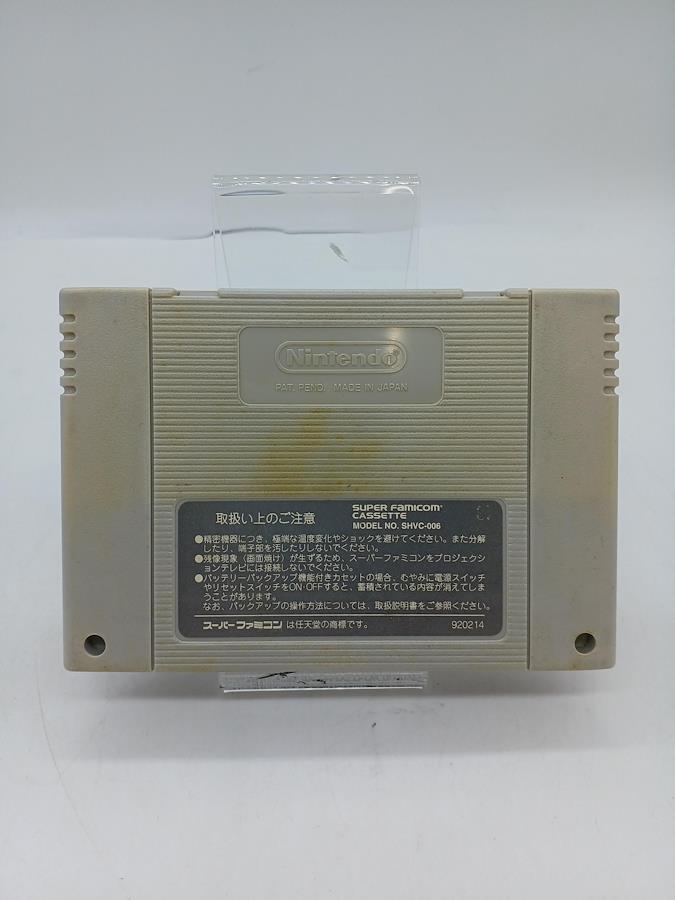 Nintendo®
PAT. PEND. MADE IN JAPAN
取扱い上のご注意
SUPER FAMICOM™
CASSETTE
MODEL NO. SHVC-006
●精密機器につき、極端な温度変化やショックを避けてください。また分解
したり、端子部を汚したりしないでください。
●残像現象（画面焼け）が生ずるため、スーパーファミコンをプロジェクシ
ョンテレビには接続しないでください。
●バッテリーバックアップ機能付きカセットの場合、むやみに電源スイッチ
やリセットスイッチをON・OFFすると、蓄積されている内容が消えてしま
うことがあります。
なお、バックアップの操作方法については、取扱説明書をご参照ください。
スーパーファミコン は任天堂の商標です。
920214